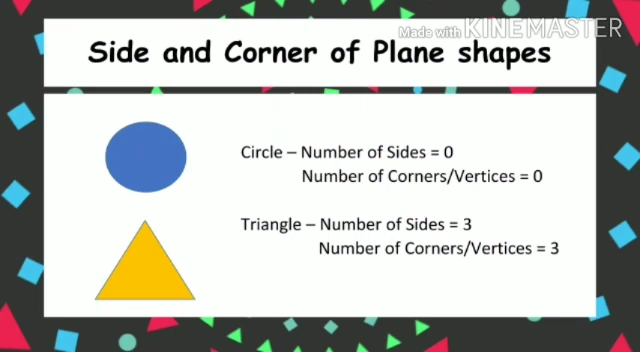 Made with KINEMASTER
Side and Corner of Plane shapes
Circle – Number of Sides = 0
Number of Corners/Vertices = 0
Triangle – Number of Sides = 3
Number of Corners/Vertices = 3